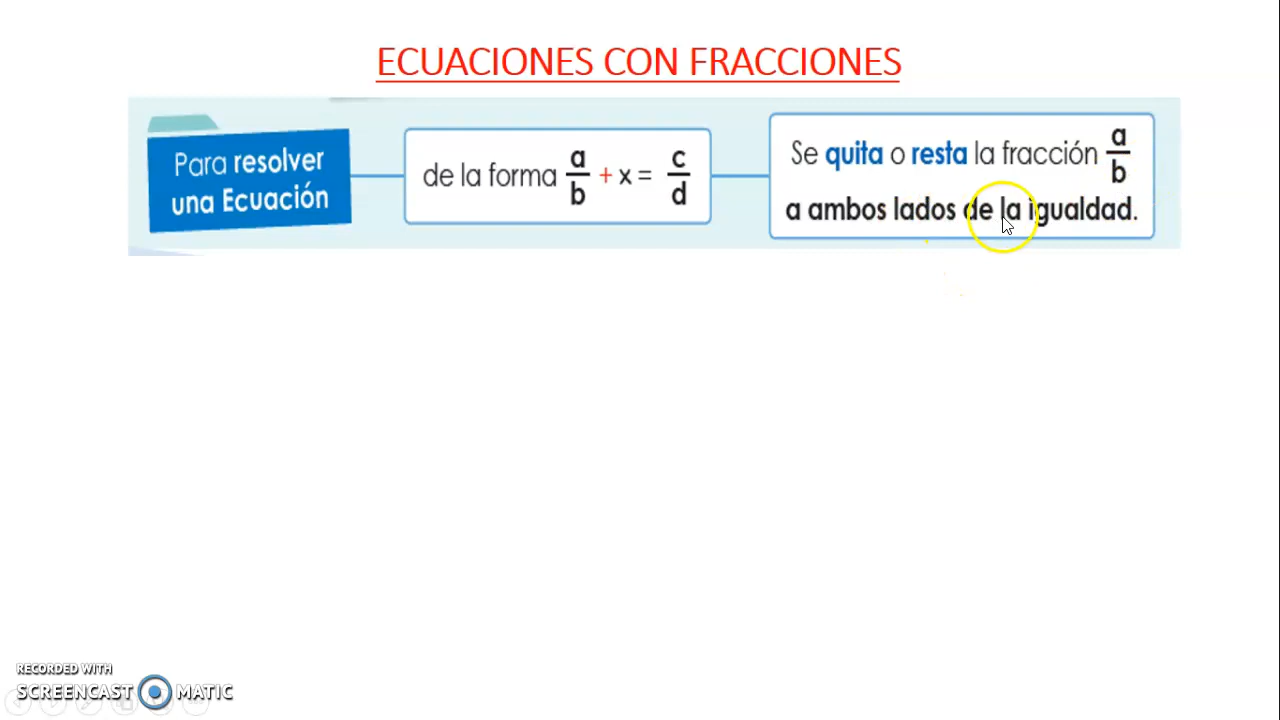 ECUACIONES CON FRACCIONES
Para resolver
una Ecuación
de la forma a/b + x = c/d
Se quita o resta la fracción a/b
a ambos lados de la igualdad.
RECORDED WITH
SCREENCAST MATIC